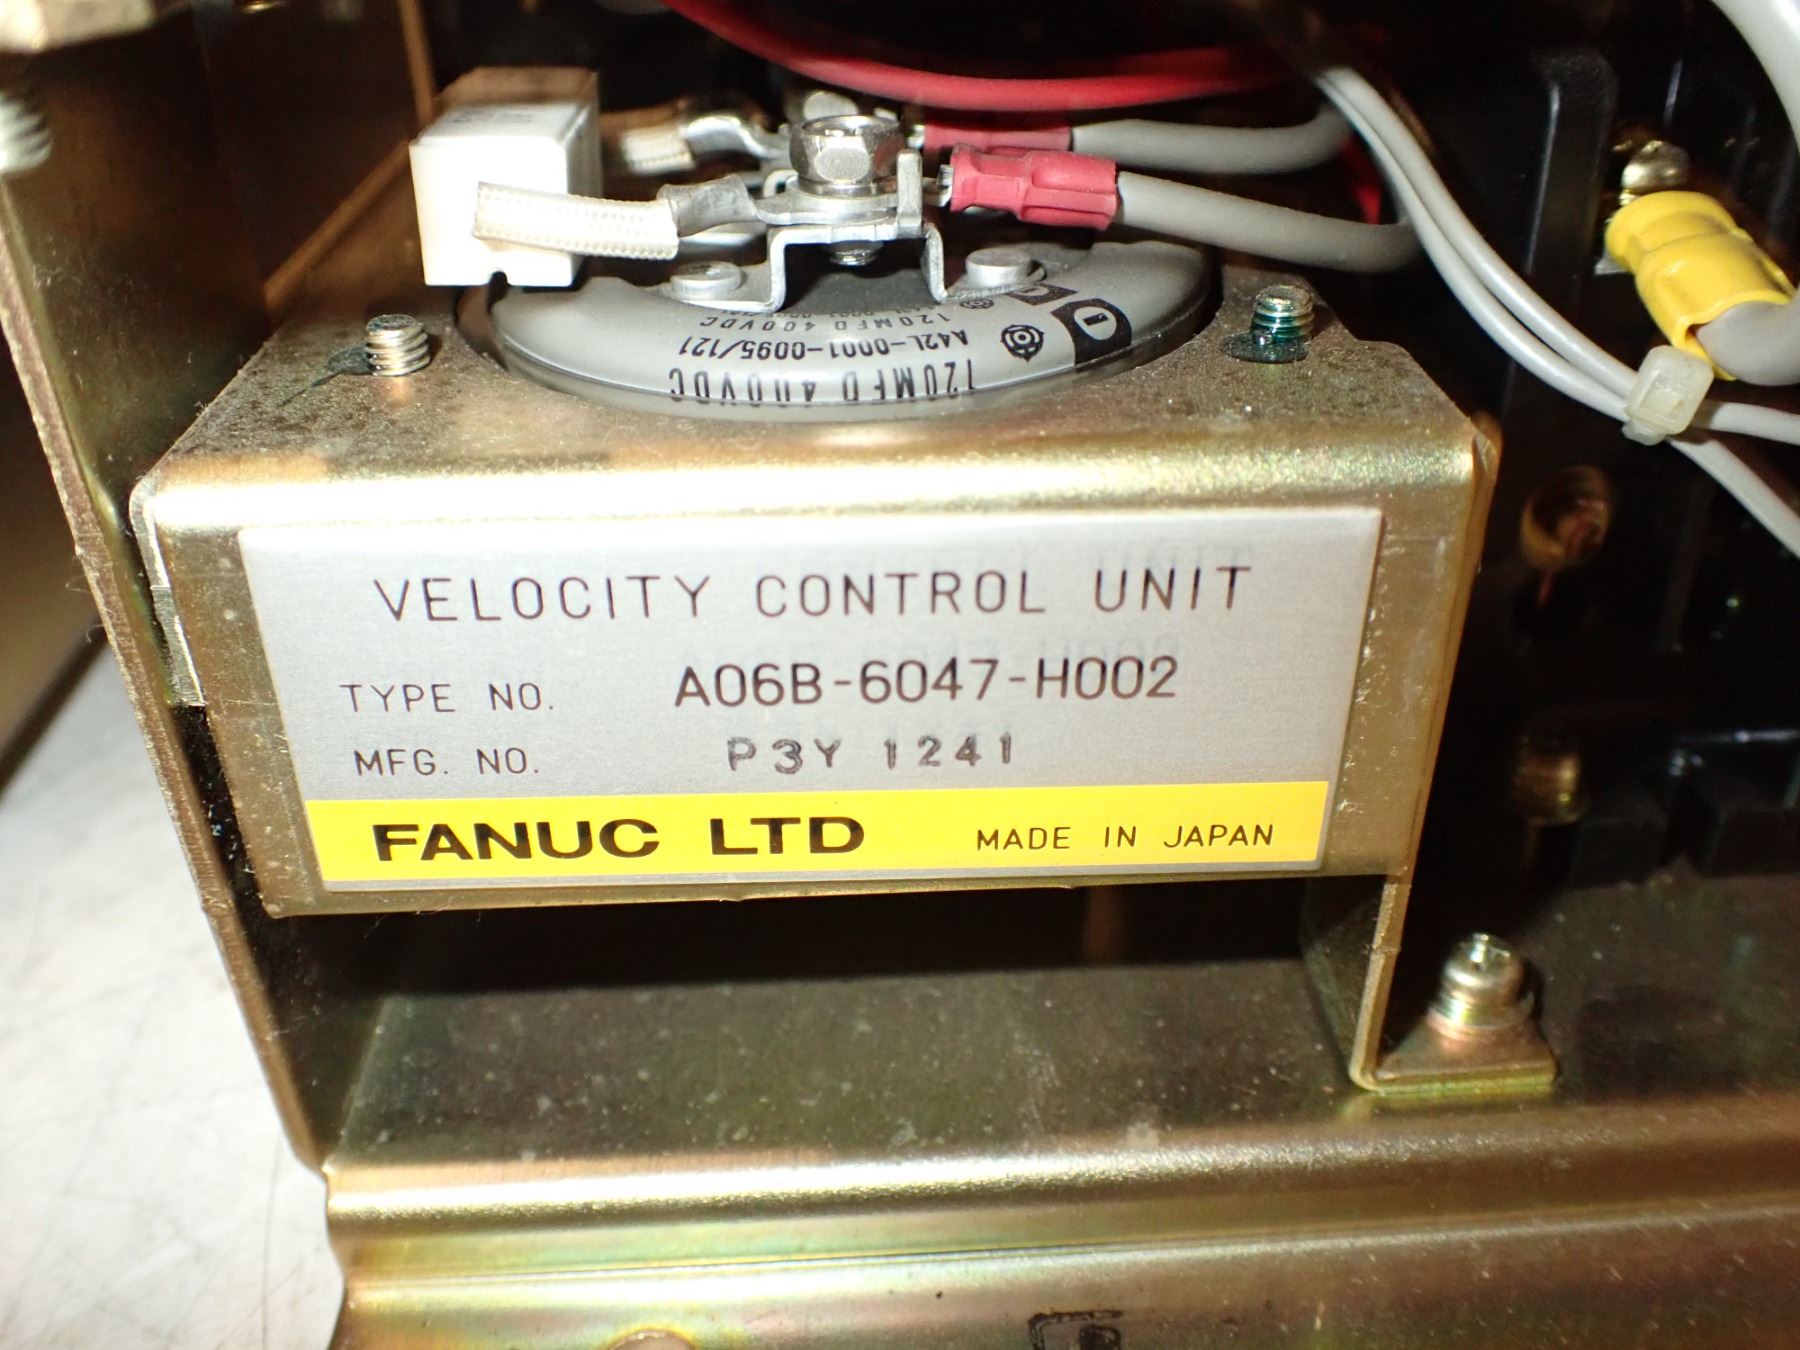 120MFD 400VDC
A42L-0001-0095/121
120MFD 400VDC
VELOCITY CONTROL UNIT
TYPE NO. A06B-6047-H002
MFG. NO. P3Y 1241
FANUC LTD MADE IN JAPAN